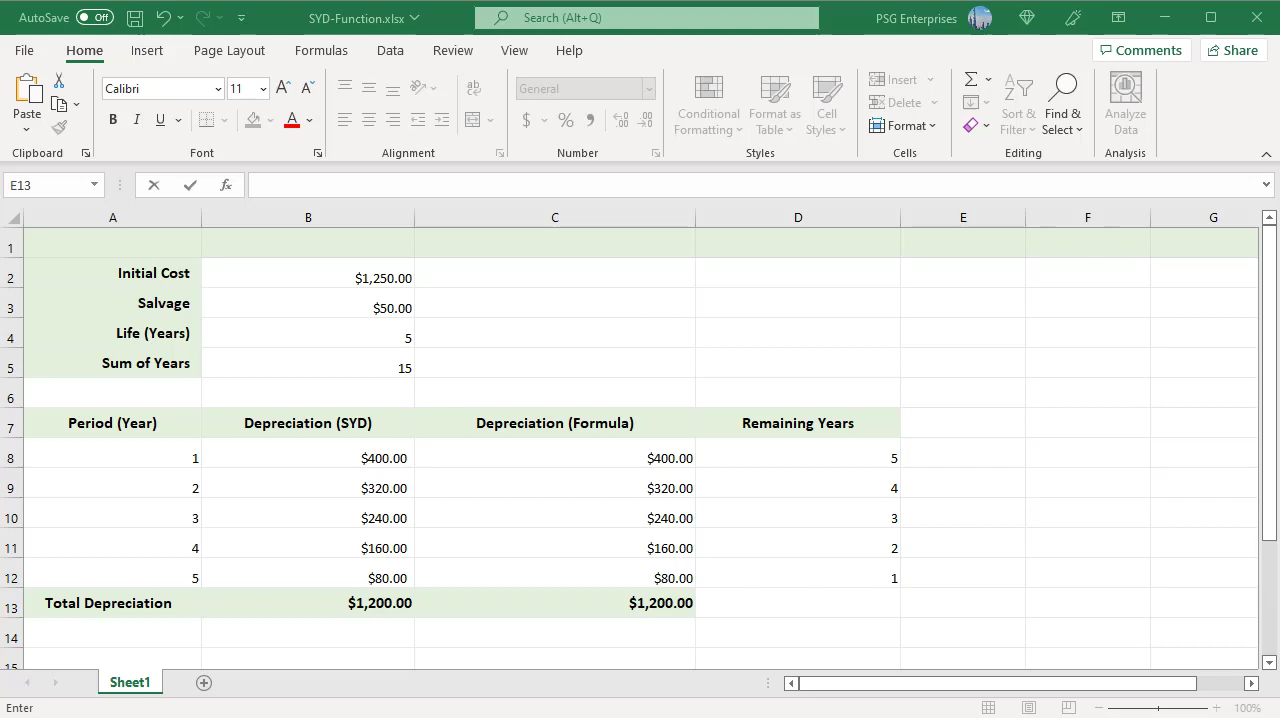 AutoSave Off SYD-Function.xlsx Search (Alt+Q) PSG Enterprises
File Home Insert Page Layout Formulas Data Review View Help Comments Share
Paste
Clipboard
Calibri 11 A A
B I U A
Font
ab
Alignment
General
$ % 9 .00
Number
Conditional Formatting
Format as Table
Cell Styles
Styles
Insert
Delete
Format
Cells
Σ
Sort & Filter
Find & Select
Editing
Analyze Data
Analysis
E13 fx
A B C D E F G
1
2 Initial Cost $1,250.00
3 Salvage $50.00
4 Life (Years) 5
5 Sum of Years 15
6
7 Period (Year) Depreciation (SYD) Depreciation (Formula) Remaining Years
8 1 $400.00 $400.00 5
9 2 $320.00 $320.00 4
10 3 $240.00 $240.00 3
11 4 $160.00 $160.00 2
12 5 $80.00 $80.00 1
13 Total Depreciation $1,200.00 $1,200.00
14
15
Sheet1
Enter 100%